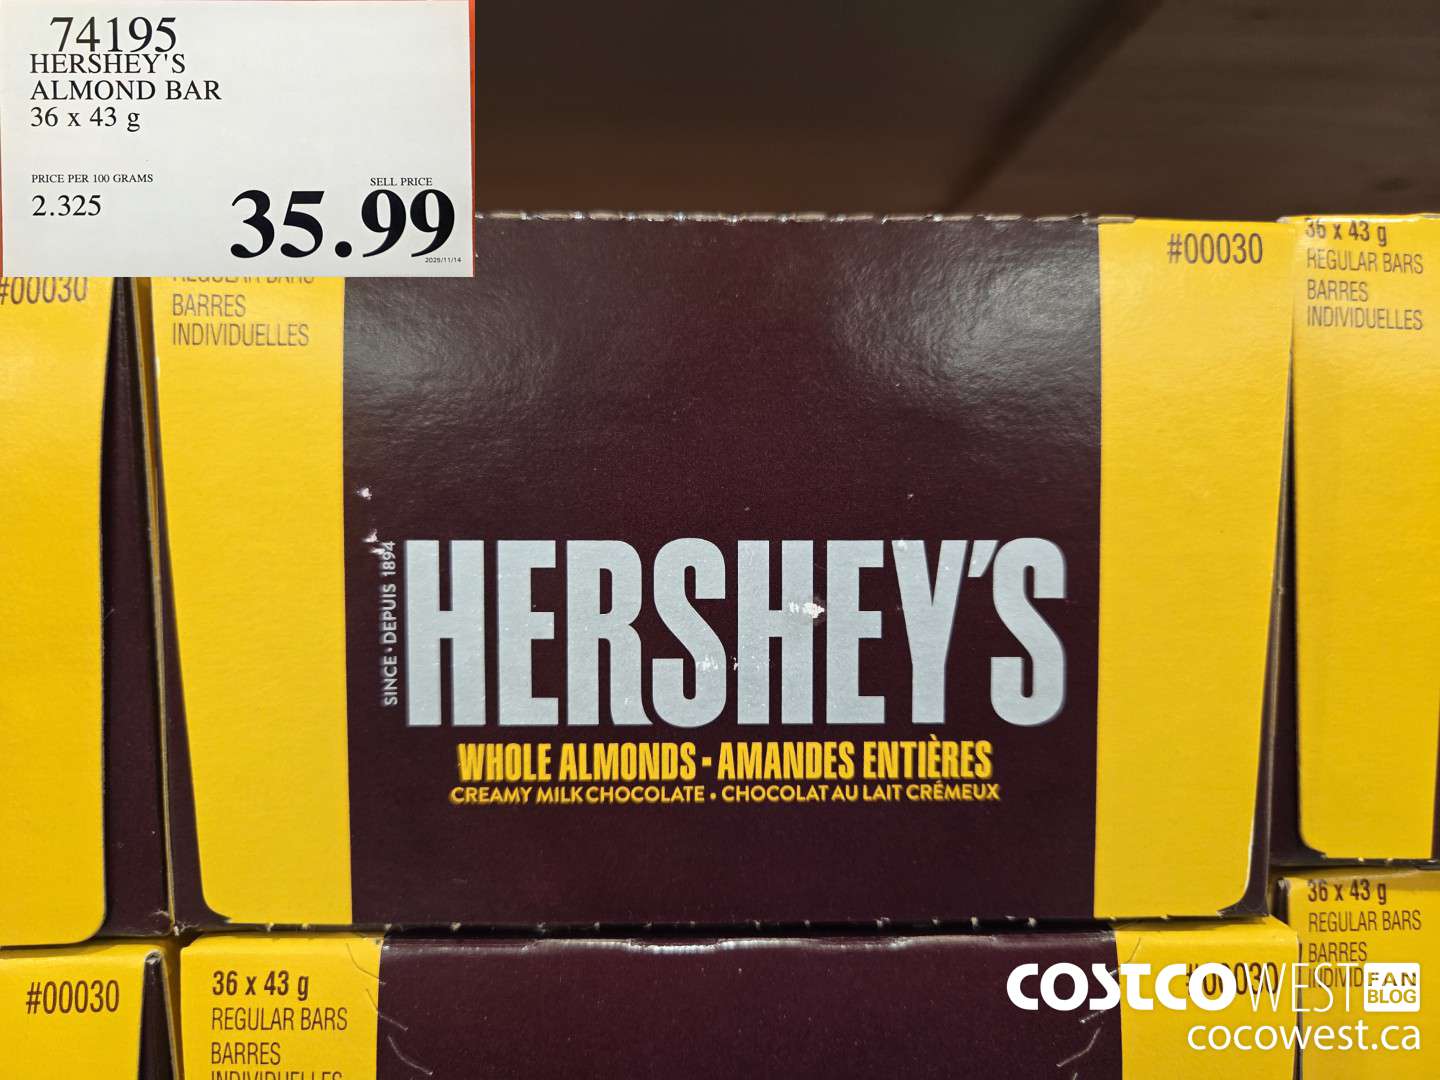 74195
HERSHEY'S
ALMOND BAR
36 x 43 g
PRICE PER 100 GRAMS
2.325
SELL PRICE
35.99
#00030
REGULAR BARS
BARRES
INDIVIDUELLES
#00030
36 x 43 g
REGULAR BARS
BARRES
INDIVIDUELLES
SINCE • DEPUIS 1894
HERSHEY'S
WHOLE ALMONDS - AMANDES ENTIÈRES
CREAMY MILK CHOCOLATE • CHOCOLAT AU LAIT CRÉMEUX
#00030
36 x 43 g
REGULAR BARS
BARRES
INDIVIDUELLES
#00030
36 x 43 g
REGULAR BARS
BARRES
COSTCO WEST FAN BLOG
cocowest.ca